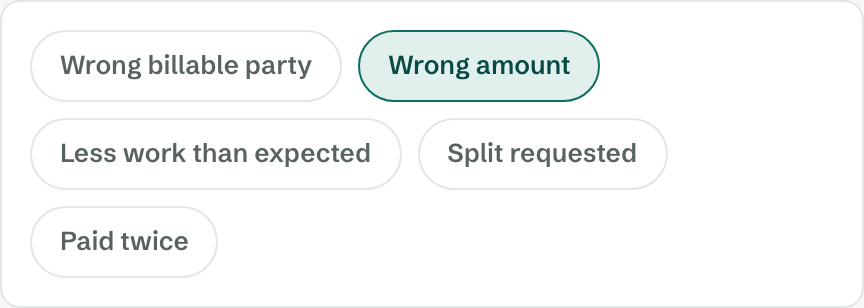 Wrong billable party Wrong amount
Less work than expected Split requested
Paid twice